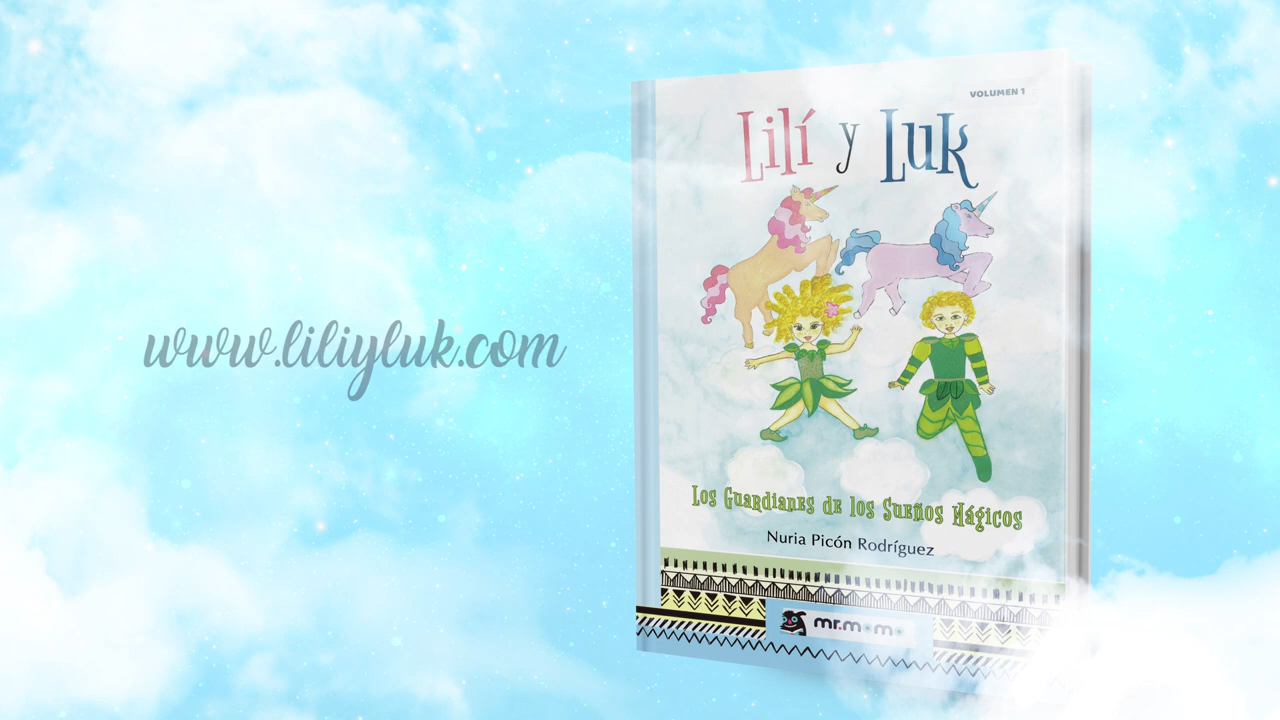 www.liliyluk.com
VOLUMEN 1
Lilí y Luk
Los Guardianes de los Sueños Mágicos
Nuria Picón Rodríguez
mr.momo